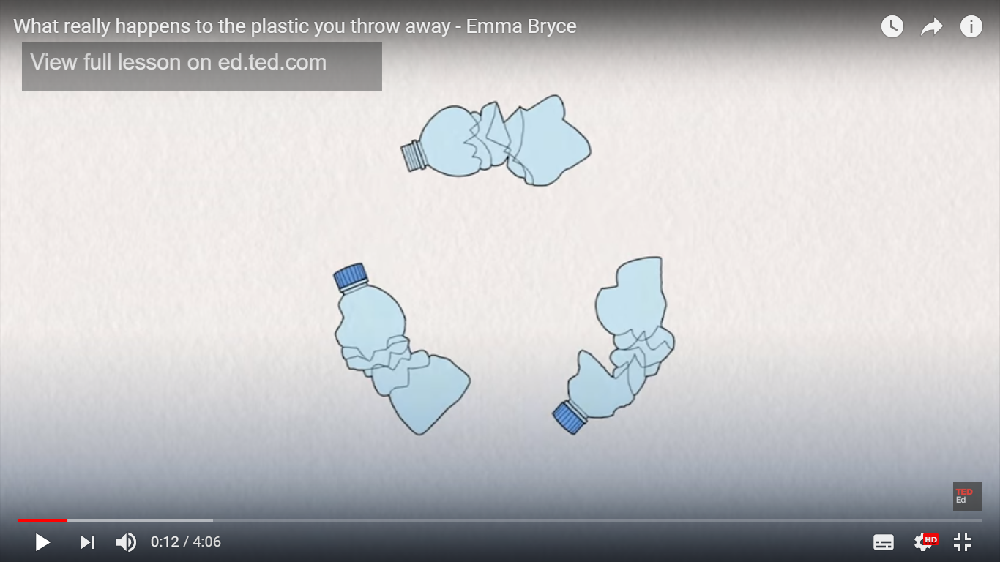 What really happens to the plastic you throw away - Emma Bryce
View full lesson on ed.ted.com
TED
Ed
0:12 / 4:06
HD